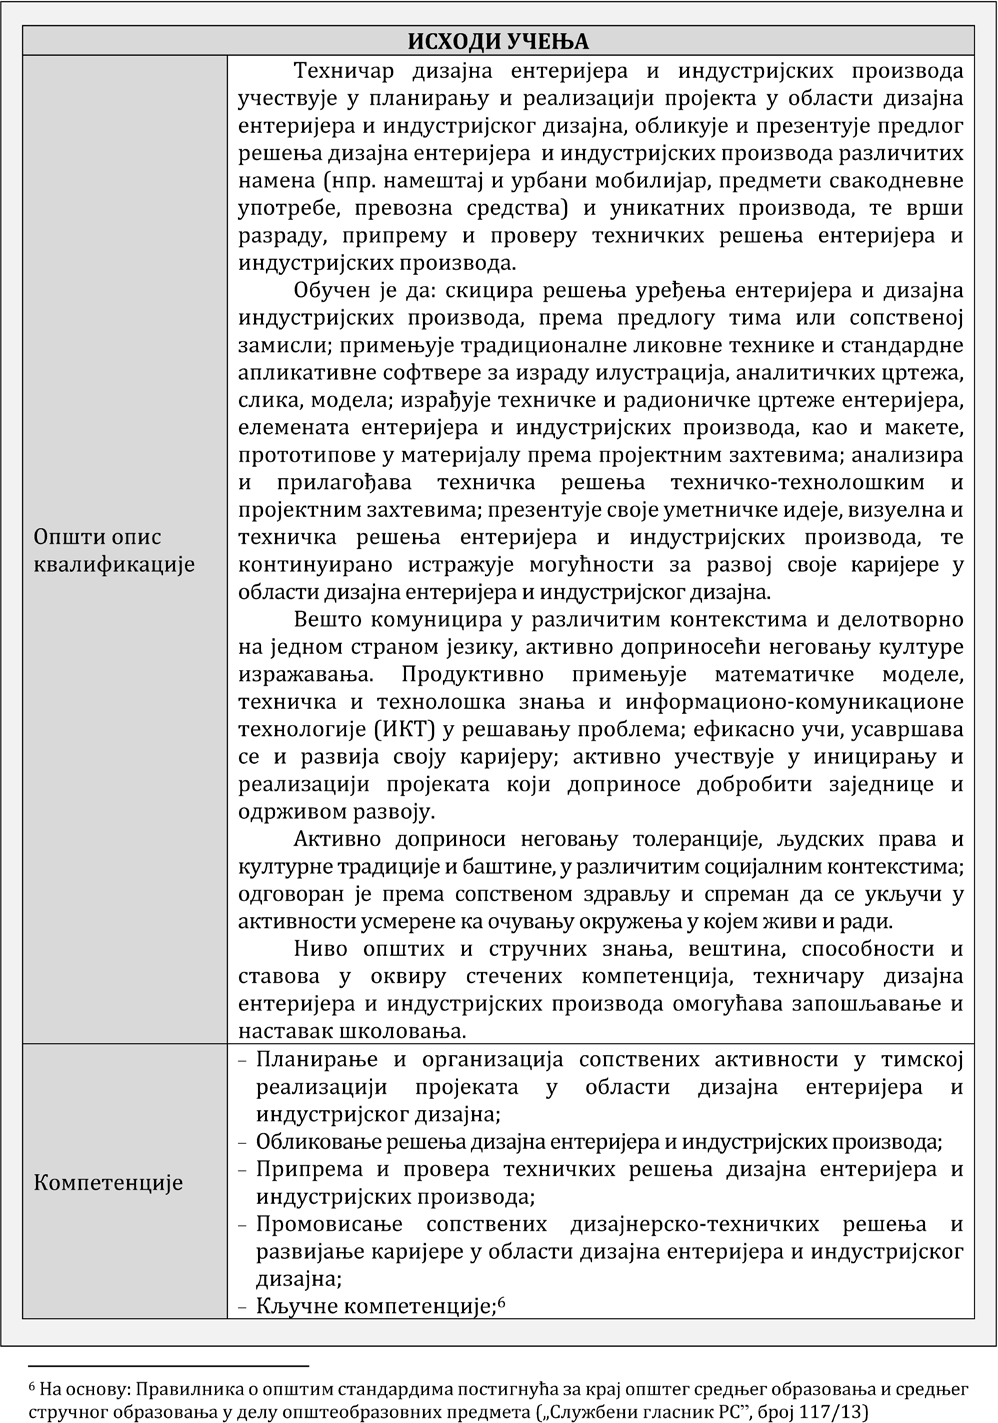 ИСХОДИ УЧЕЊА
Општи опис
квалификације
Техничар дизајна ентеријера и индустријских производа
учествује у планирању и реализацији пројекта у области дизајна
ентеријера и индустријског дизајна, обликује и презентује предлог
решења дизајна ентеријера и индустријских производа различитих
намена (нпр. намештај и урбани мобилијар, предмети свакодневне
употребе, превозна средства) и уникатних производа, те врши
разраду, припрему и проверу техничких решења ентеријера и
индустријских производа.
Обучен је да: скицира решења уређења ентеријера и дизајна
индустријских производа, према предлогу тима или сопственој
замисли; примењује традиционалне ликовне технике и стандардне
апликативне софтвере за израду илустрација, аналитичких цртежа,
слика, модела; израђује техничке и радионичке цртеже ентеријера,
елемената ентеријера и индустријских производа, као и макете,
прототипове у материјалу према пројектним захтевима; анализира
и прилагођава техничка решења техничко-технолошким и
пројектним захтевима; презентује своје уметничке идеје, визуелна и
техничка решења ентеријера и индустријских производа, те
континуирано истражује могућности за развој своје каријере у
области дизајна ентеријера и индустријског дизајна.
Вешто комуницира у различитим контекстима и делотворно
на једном страном језику, активно доприносећи неговању културе
изражавања. Продуктивно примењује математичке моделе,
техничка и технолошка знања и информационо-комуникационе
технологије (ИКТ) у решавању проблема; ефикасно учи, усавршава
се и развија своју каријеру; активно учествује у иницирању и
реализацији пројеката који доприносе добробити заједнице и
одрживом развоју.
Активно доприноси неговању толеранције, људских права и
културне традиције и баштине, у различитим социјалним контекстима;
одговоран је према сопственом здрављу и спреман да се укључи у
активности усмерене ка очувању окружења у којем живи и ради.
Ниво општих и стручних знања, вештина, способности и
ставова у оквиру стечених компетенција, техничару дизајна
ентеријера и индустријских производа омогућава запошљавање и
наставак школовања.
Компетенције
– Планирање и организација сопствених активности у тимској
реализацији пројеката у области дизајна ентеријера и
индустријског дизајна;
– Обликовање решења дизајна ентеријера и индустријских производа;
– Припрема и провера техничких решења дизајна ентеријера и
индустријских производа;
– Промовисање сопствених дизајнерско-техничких решења и
развијање каријере у области дизајна ентеријера и индустријског
дизајна;
– Кључне компетенције;⁶
⁶ На основу: Правилника о општим стандардима постигнућа за крај општег средњег образовања и средњег
стручног образовања у делу општеобразовних предмета („Службени гласник РС”, број 117/13)